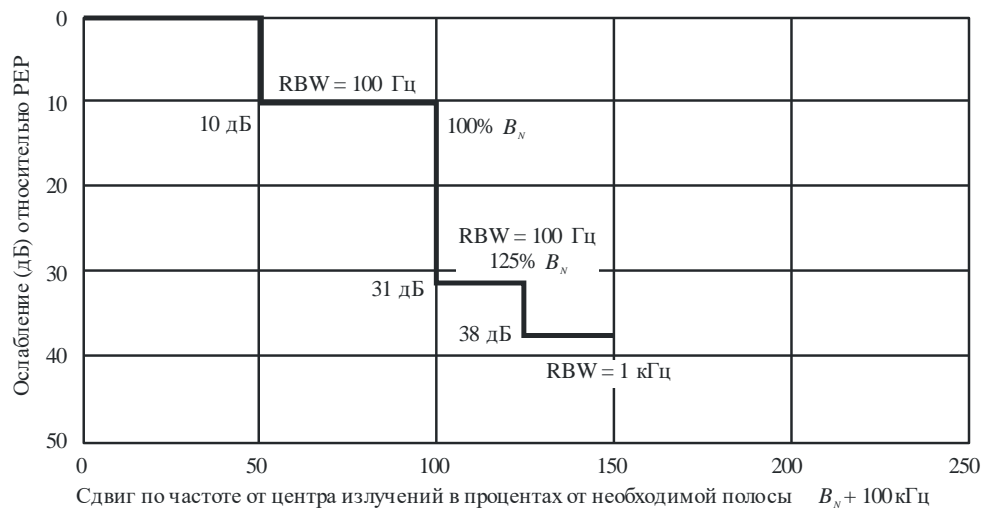 Ослабление (дБ) относительно PEP
0
10
20
30
40
50
RBW = 100 Гц
10 дБ
100% B_N
RBW = 100 Гц
125% B_N
31 дБ
38 дБ
RBW = 1 кГц
0
50
100
150
200
250
Сдвиг по частоте от центра излучений в процентах от необходимой полосы B_N + 100 кГц